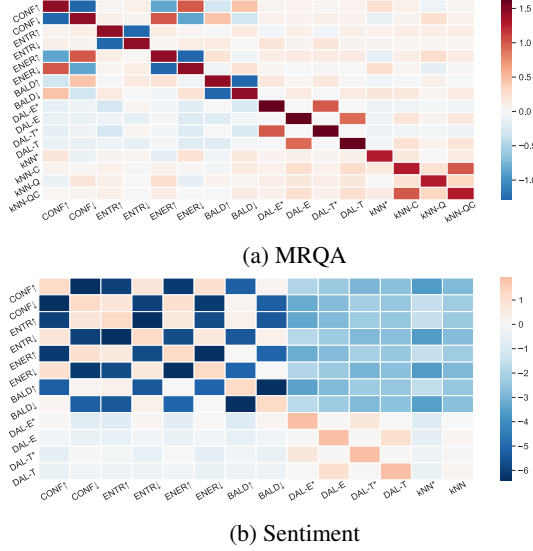 CONF↑
CONF↓
ENTR↑
ENTR↓
ENER↑
ENER↓
BALD↑
BALD↓
DAL-E*
DAL-E
DAL-T*
DAL-T
kNN*
kNN-C
kNN-Q
kNN-QC
CONF↑ CONF↓ ENTR↑ ENTR↓ ENER↑ ENER↓ BALD↑ BALD↓ DAL-E* DAL-E DAL-T* DAL-T kNN* kNN-C kNN-Q kNN-QC
1.5
1.0
0.5
0.0
−0.5
−1.0
(a) MRQA
CONF↑
CONF↓
ENTR↑
ENTR↓
ENER↑
ENER↓
BALD↑
BALD↓
DAL-E*
DAL-E
DAL-T*
DAL-T
CONF↑ CONF↓ ENTR↑ ENTR↓ ENER↑ ENER↓ BALD↑ BALD↓ DAL-E* DAL-E DAL-T* DAL-T kNN* kNN
1
0
−1
−2
−3
−4
−5
−6
(b) Sentiment